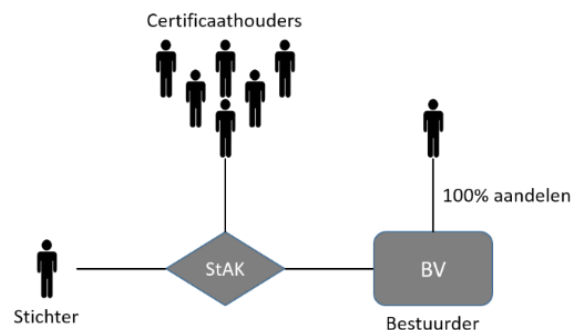 Certificaathouders
100% aandelen
StAK
BV
Stichter
Bestuurder